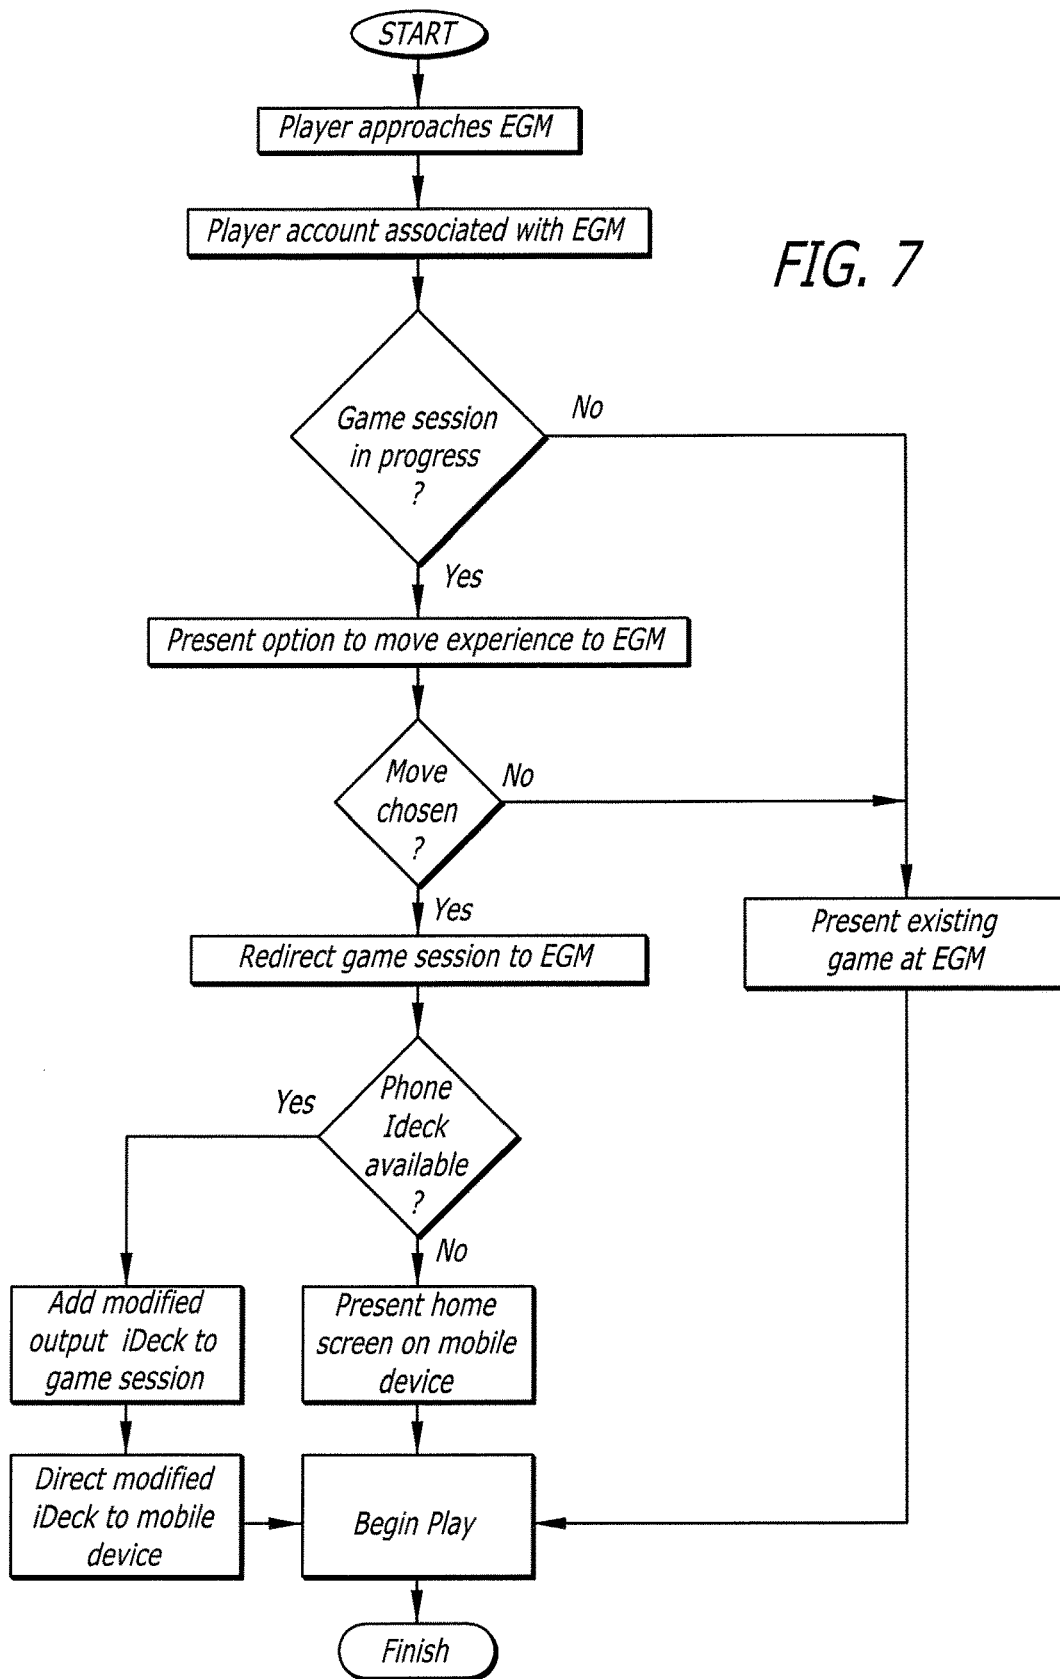 START
Player approaches EGM
Player account associated with EGM
FIG. 7
Game session
in progress
?
No
Yes
Present option to move experience to EGM
Move
chosen
?
No
Yes
Present existing
game at EGM
Redirect game session to EGM
Phone
Ideck
available
?
Yes
No
Add modified
output iDeck to
game session
Present home
screen on mobile
device
Direct modified
iDeck to mobile
device
Begin Play
Finish